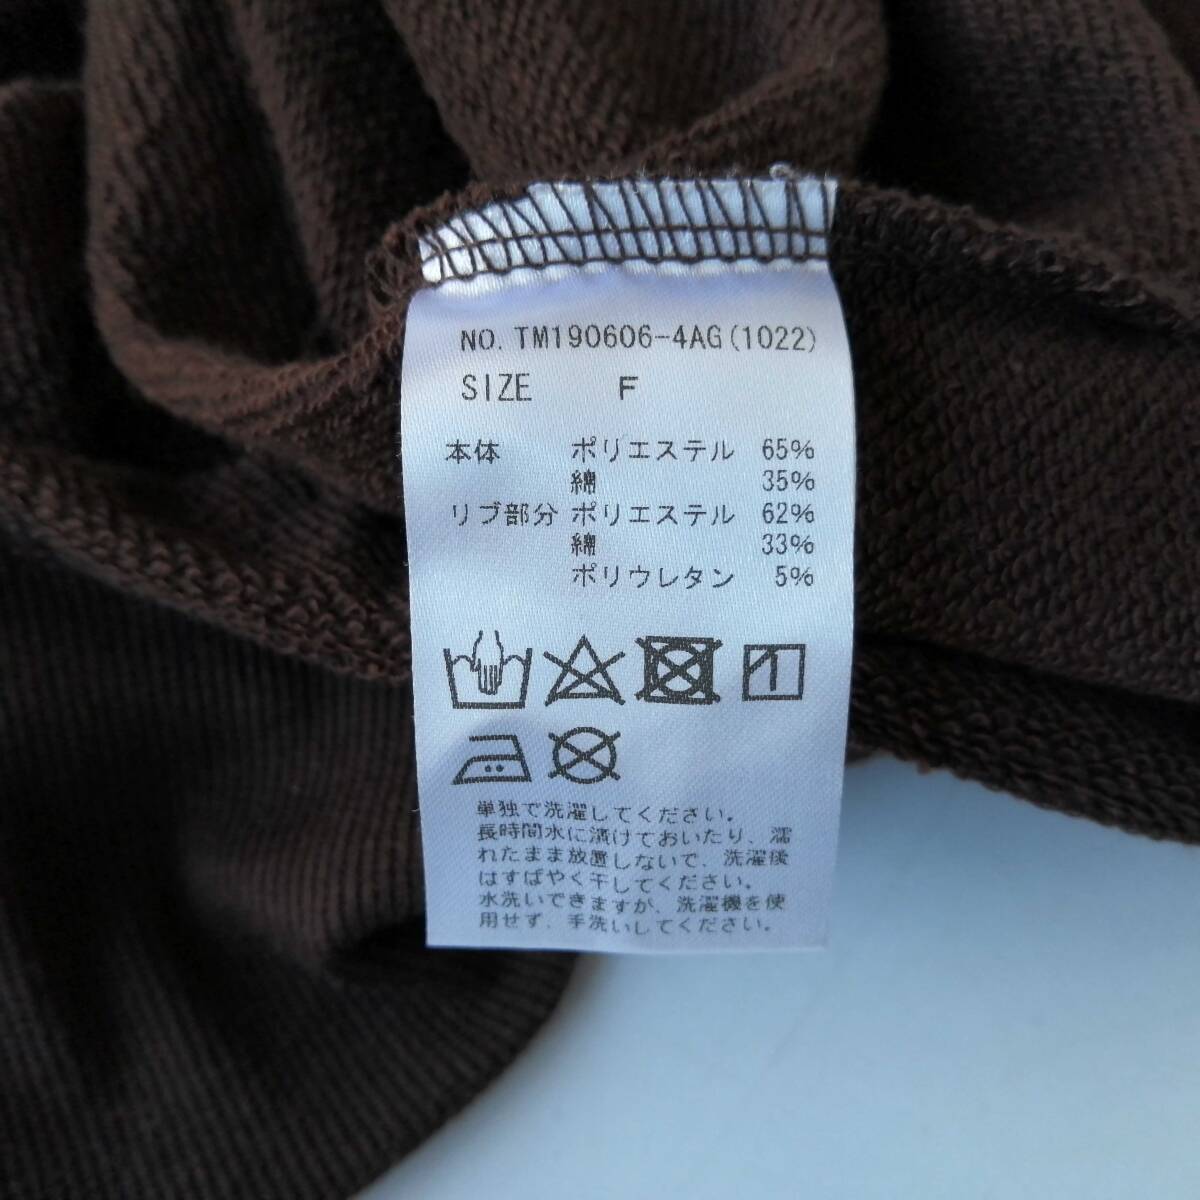 NO. TM190606-4AG(1022)
SIZE F
本体 ポリエステル 65%
綿 35%
リブ部分 ポリエステル 62%
綿 33%
ポリウレタン 5%
単独で洗濯してください。
長時間水に漬けておいたり、濡
れたまま放置しないで、洗濯後
はすばやく干してください。
水洗いできますが、洗濯機を使
用せず、手洗いしてください。